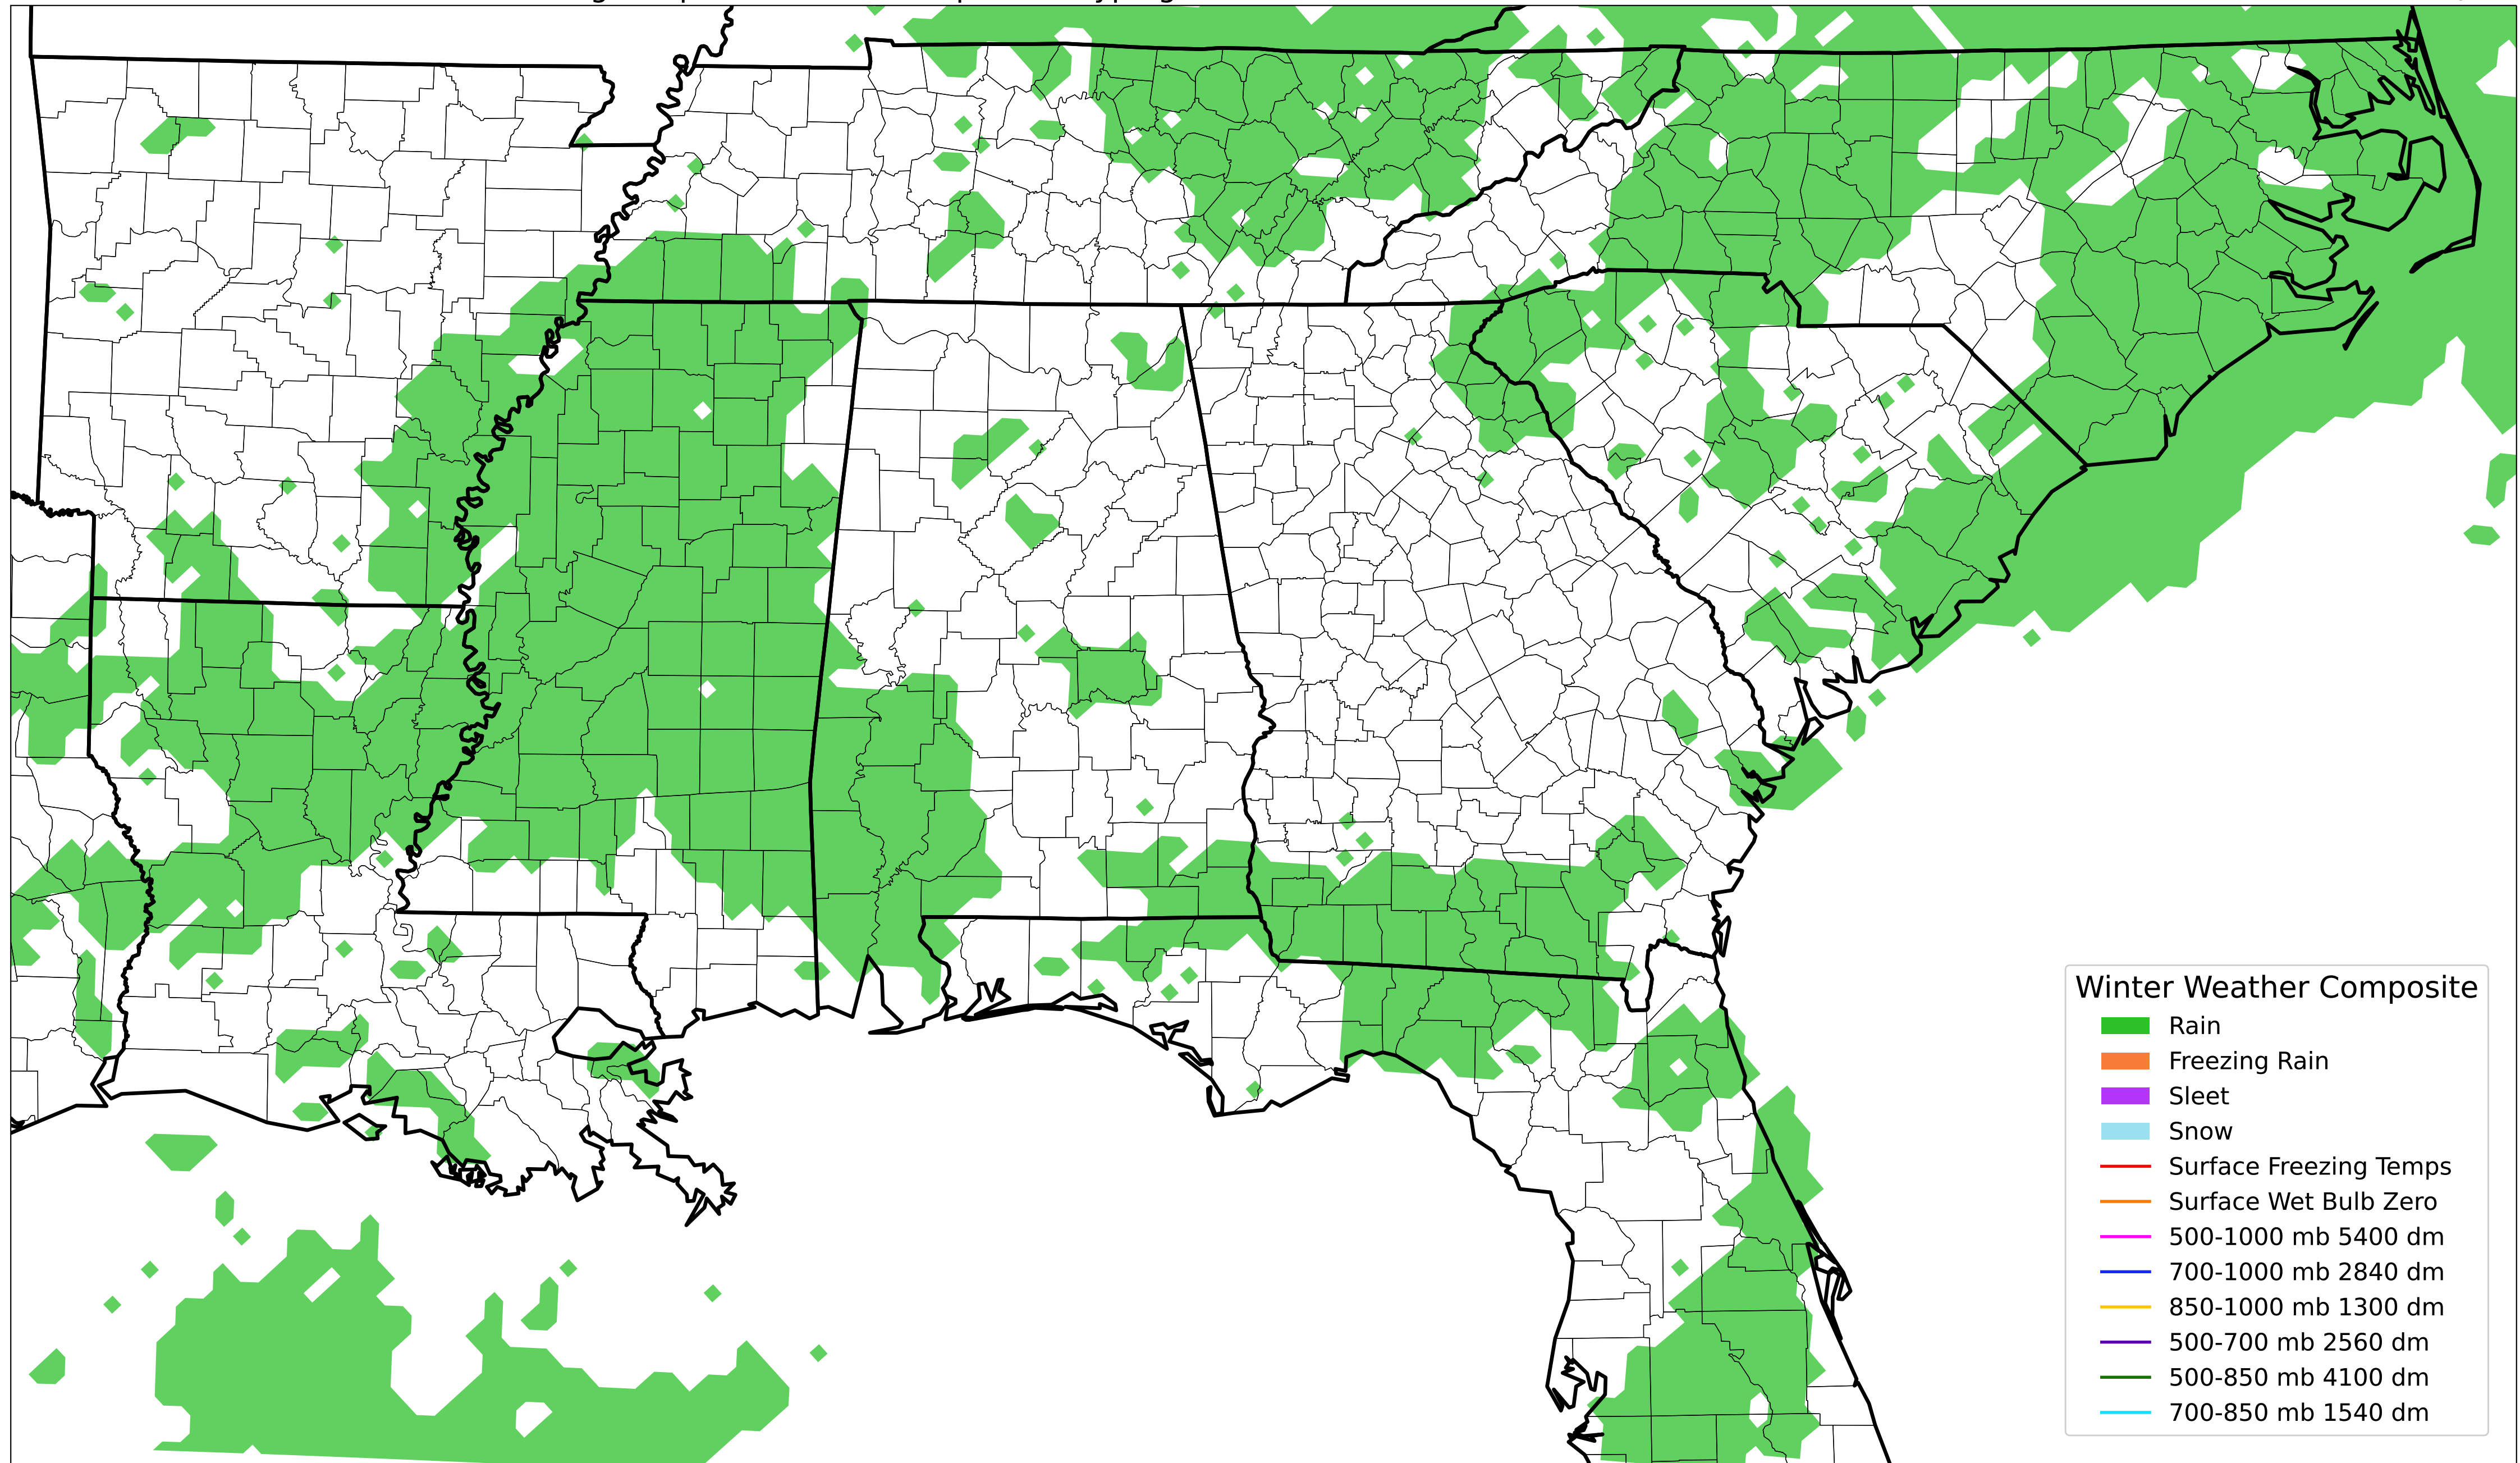 Winter Weather Composite
Rain
Freezing Rain
Sleet
Snow
Surface Freezing Temps
Surface Wet Bulb Zero
500-1000 mb 5400 dm
700-1000 mb 2840 dm
850-1000 mb 1300 dm
500-700 mb 2560 dm
500-850 mb 4100 dm
700-850 mb 1540 dm